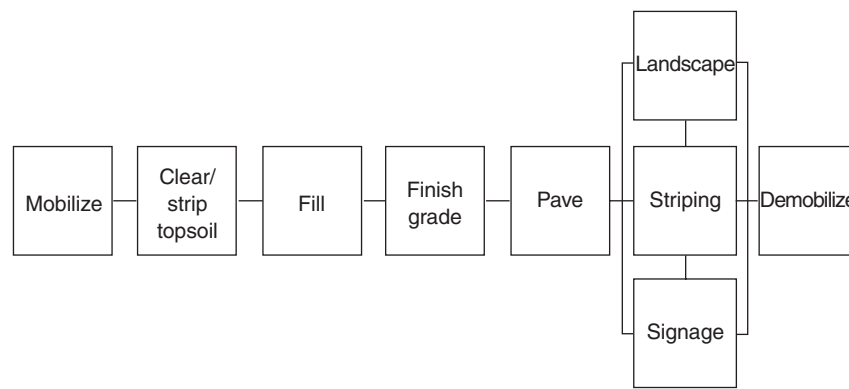 Mobilize
Clear/
strip
topsoil
Fill
Finish
grade
Pave
Landscape
Striping
Signage
Demobilize